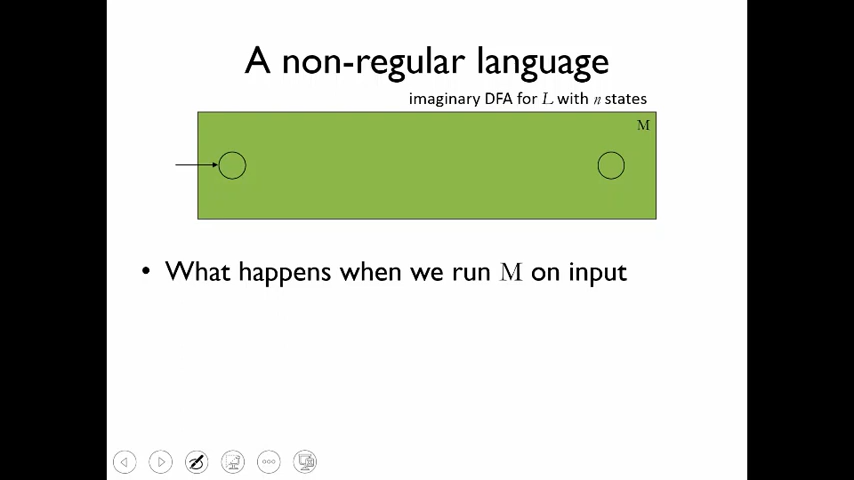 A non-regular language
imaginary DFA for L with n states
M
• What happens when we run M on input